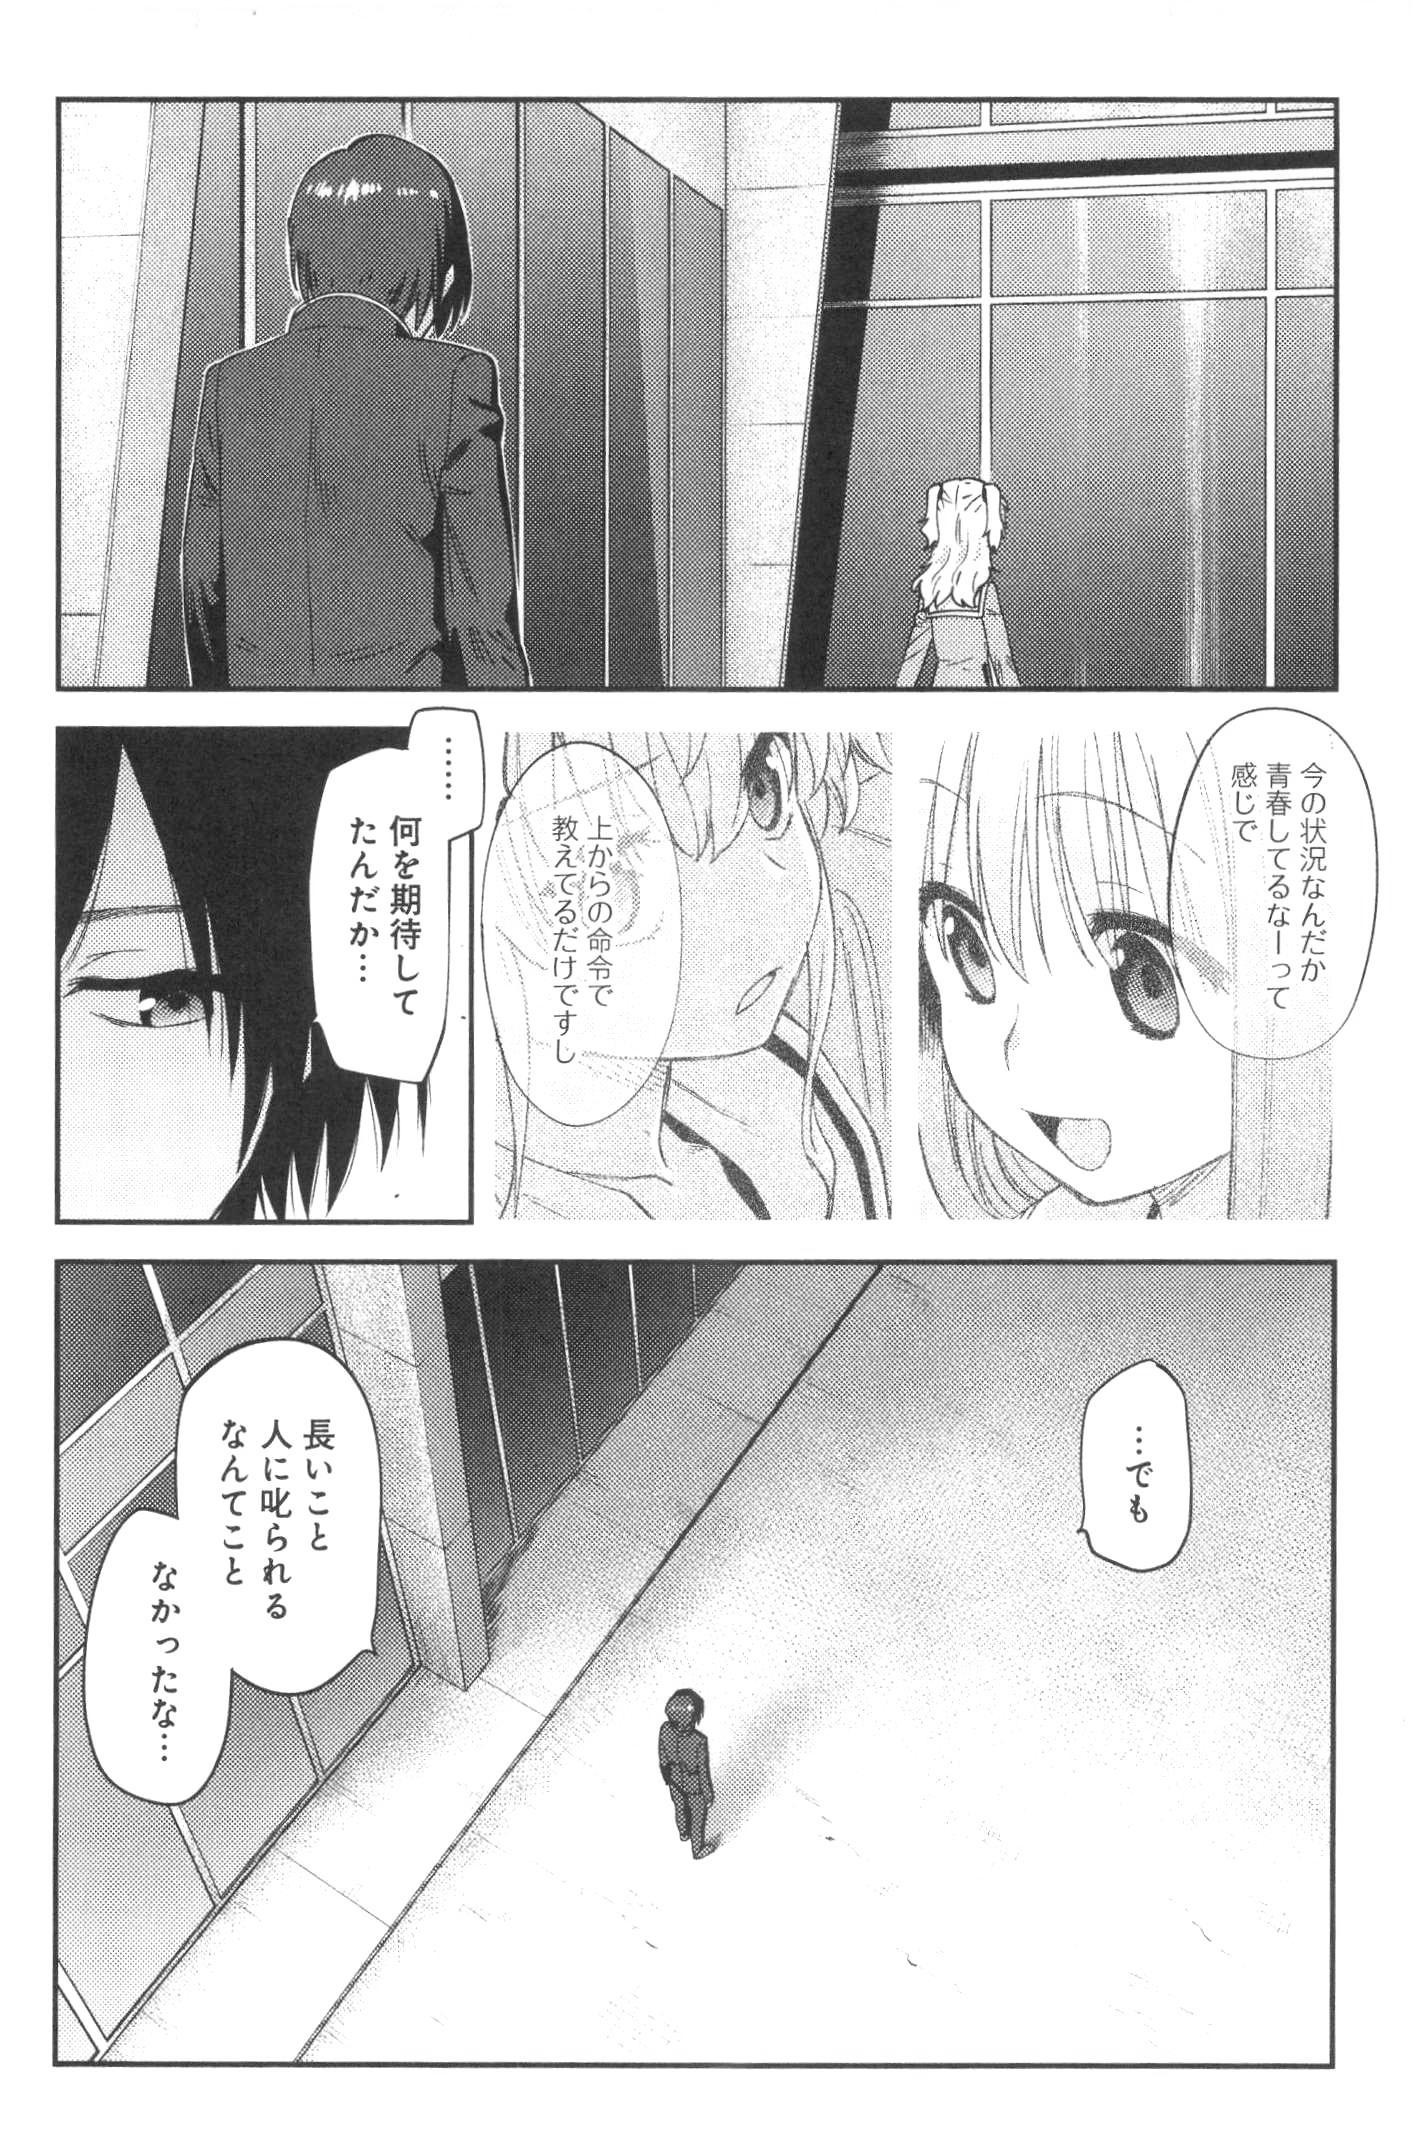 今の状況なんだか
青春してるなーって
感じで
上からの命令で
教えてるだけですし
……
何を期待して
たんだか…
…でも
長いこと
人に叱られる
なんてこと
なかったな…